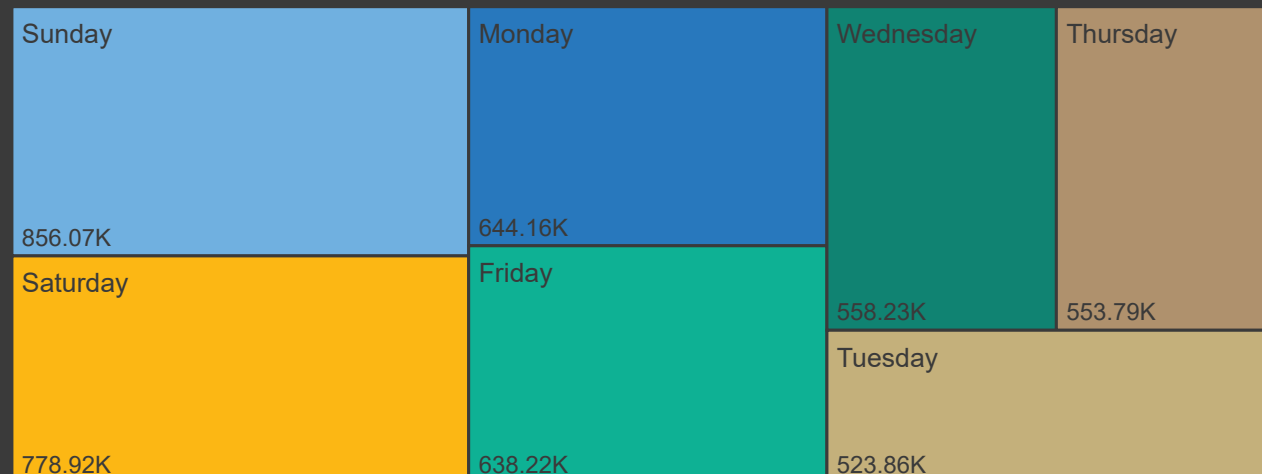 Sunday
856.07K
Saturday
778.92K
Monday
644.16K
Friday
638.22K
Wednesday
558.23K
Thursday
553.79K
Tuesday
523.86K